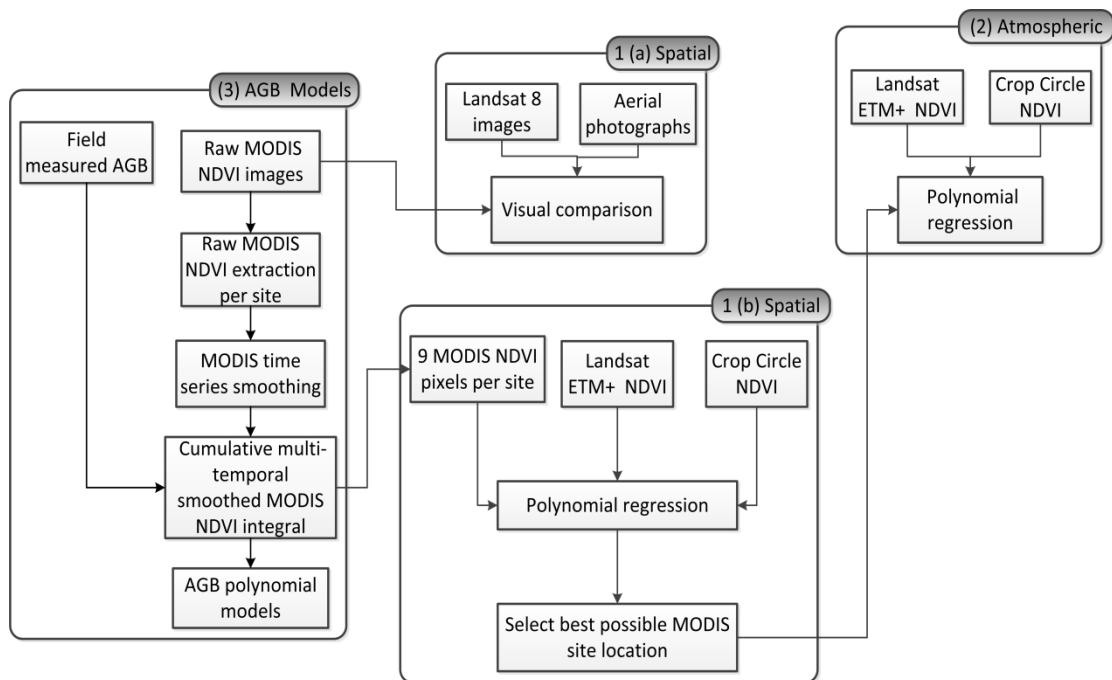 (3) AGB Models
Field
measured AGB
Raw MODIS
NDVI images
Raw MODIS
NDVI extraction
per site
MODIS time
series smoothing
Cumulative multi-
temporal
smoothed MODIS
NDVI integral
AGB polynomial
models
1 (a) Spatial
Landsat 8
images
Aerial
photographs
Visual comparison
1 (b) Spatial
9 MODIS NDVI
pixels per site
Landsat
ETM+ NDVI
Crop Circle
NDVI
Polynomial regression
Select best possible MODIS
site location
(2) Atmospheric
Landsat
ETM+ NDVI
Crop Circle
NDVI
Polynomial
regression